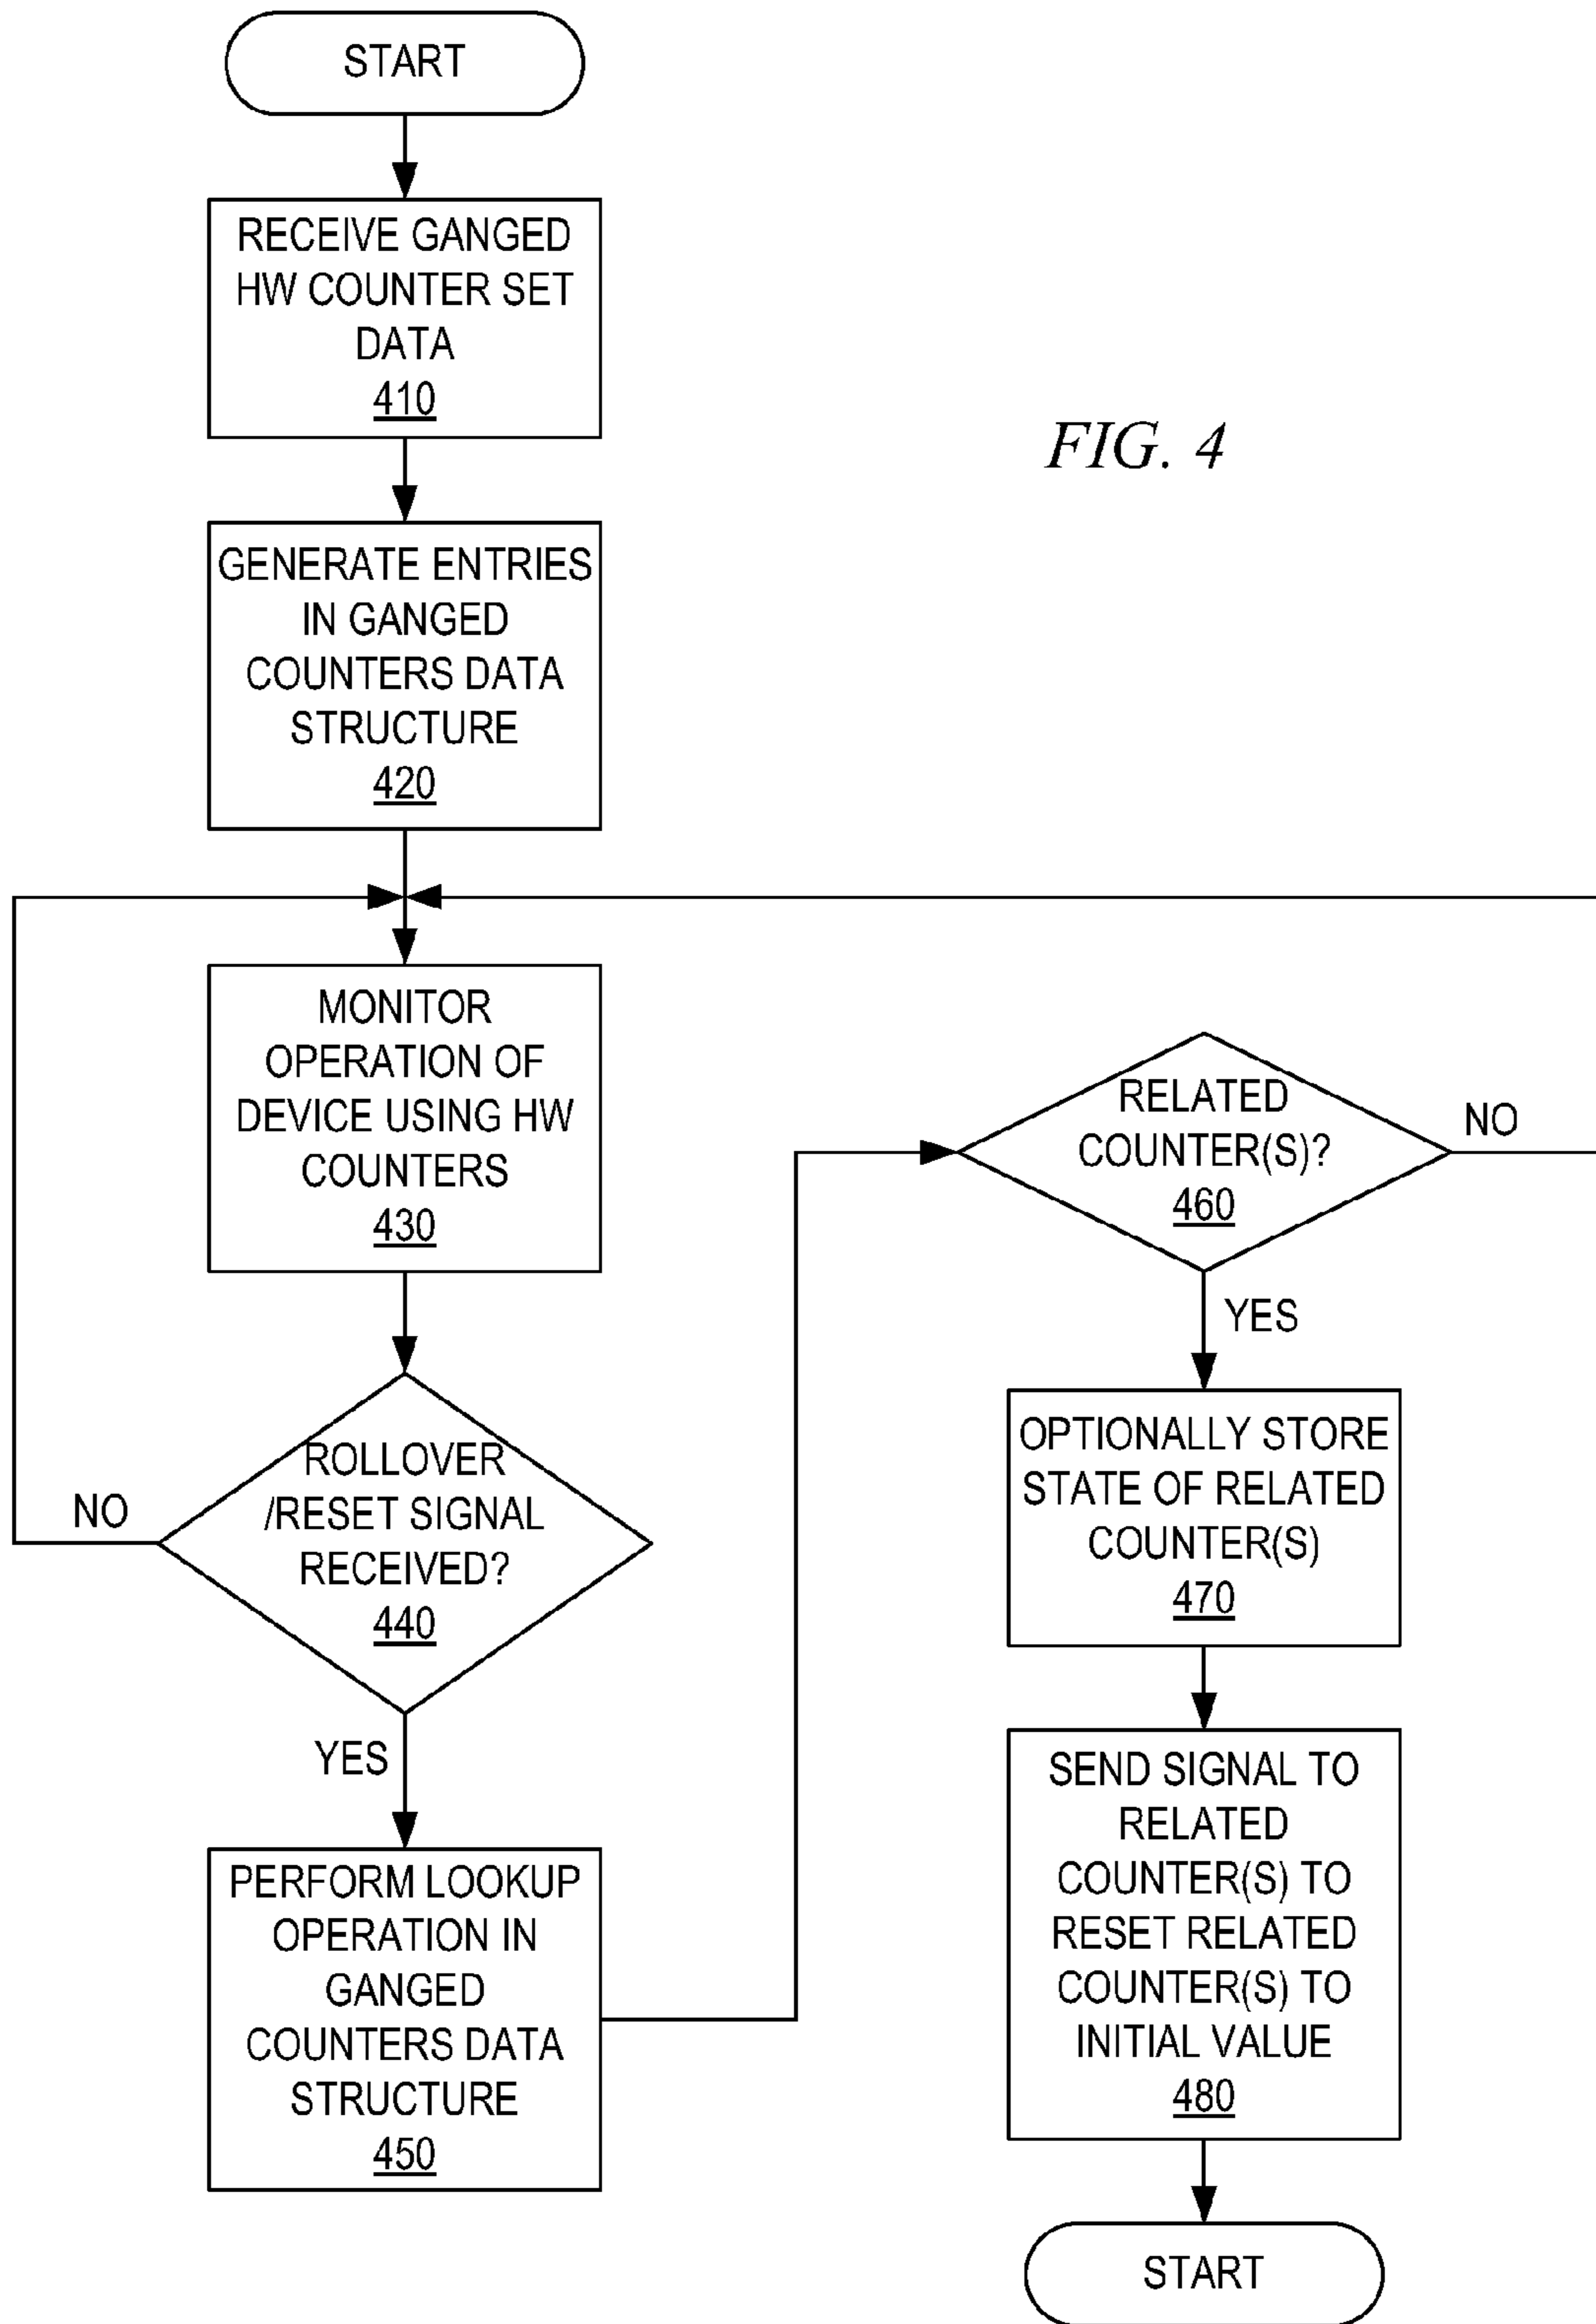 START
RECEIVE GANGED
HW COUNTER SET
DATA
410
FIG. 4
GENERATE ENTRIES
IN GANGED
COUNTERS DATA
STRUCTURE
420
MONITOR
OPERATION OF
DEVICE USING HW
COUNTERS
430
ROLLOVER
/RESET SIGNAL
RECEIVED?
440
NO
YES
PERFORM LOOKUP
OPERATION IN
GANGED
COUNTERS DATA
STRUCTURE
450
RELATED
COUNTER(S)?
460
NO
YES
OPTIONALLY STORE
STATE OF RELATED
COUNTER(S)
470
SEND SIGNAL TO
RELATED
COUNTER(S) TO
RESET RELATED
COUNTER(S) TO
INITIAL VALUE
480
START